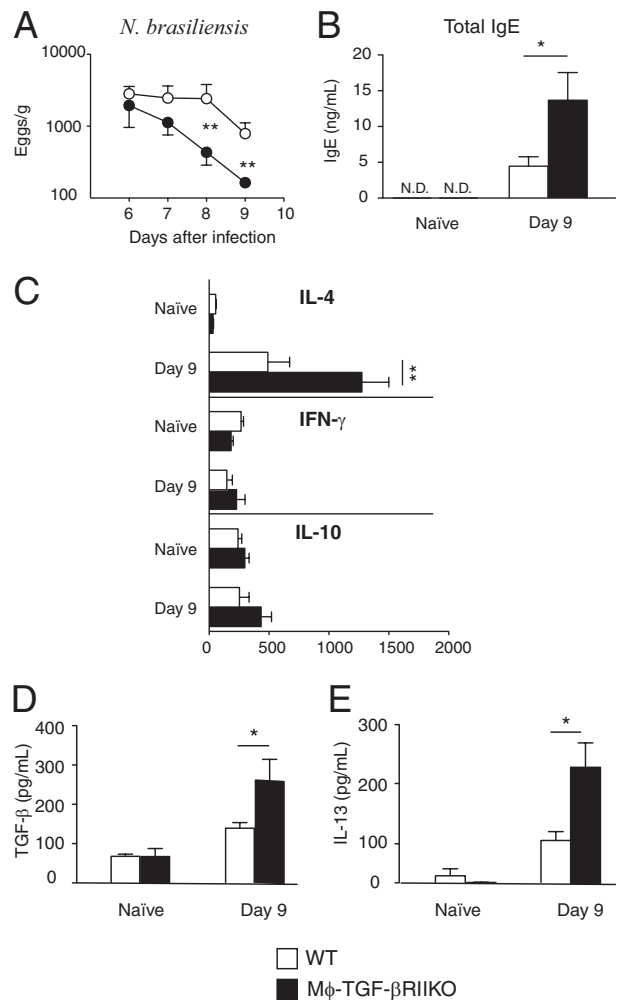 A
N. brasiliensis
Eggs/g
10000
1000
100
**
**
6 7 8 9 10
Days after infection
B
Total IgE
IgE (ng/mL)
20
15
10
5
0
*
N.D. N.D.
Naïve Day 9
C
IL-4
Naïve
Day 9
**
IFN-γ
Naïve
Day 9
IL-10
Naïve
Day 9
0 500 1000 1500 2000
D
TGF-β (pg/mL)
400
300
200
100
0
*
Naïve Day 9
E
IL-13 (pg/mL)
300
200
100
0
*
Naïve Day 9
WT
Mϕ-TGF-βRIIKO